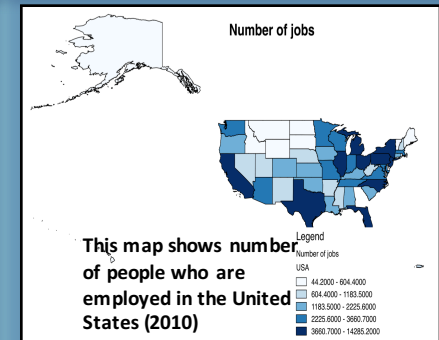 Number of jobs
This map shows number
of people who are
employed in the United
States (2010)
Legend
Number of jobs
USA
44.2000 - 604.4000
604.4000 - 1183.5000
1183.5000 - 2225.6000
2225.6000 - 3660.7000
3660.7000 - 14285.2000